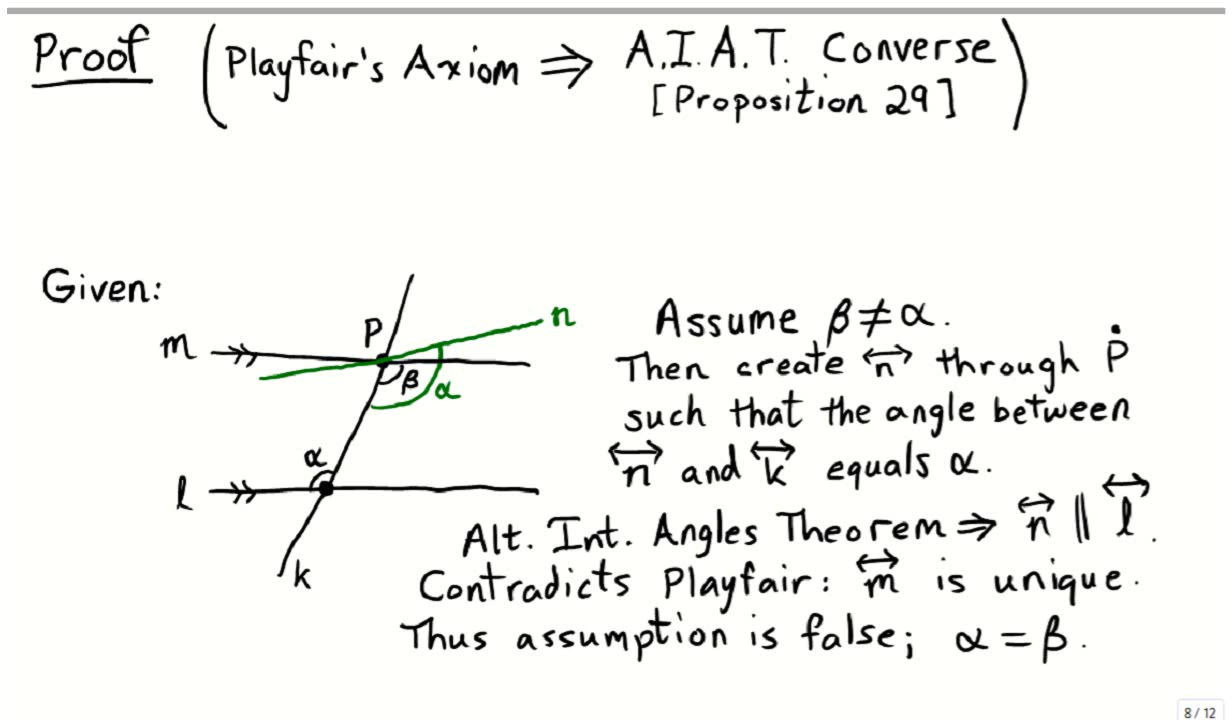 Proof (Playfair's Axiom ⇒ A.I.A.T. Converse
[Proposition 29])
Given:
P
n
m
β
α
α
l
k
Assume β ≠ α.
Then create n↔ through P
such that the angle between
n↔ and k↔ equals α.
Alt. Int. Angles Theorem ⇒ n↔ ∥ l↔.
Contradicts Playfair: m↔ is unique.
Thus assumption is false; α = β.
8 / 12